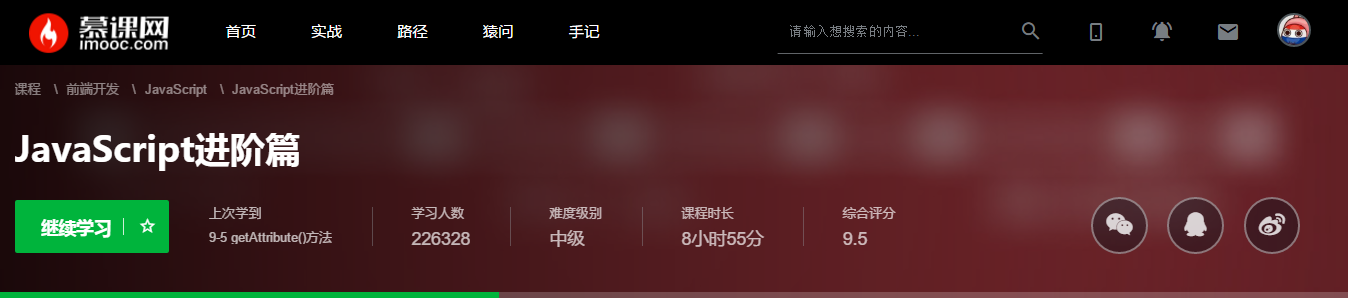 慕课网 imooc.com
首页 实战 路径 猿问 手记 请输入想搜索的内容...
课程 \ 前端开发 \ JavaScript \ JavaScript进阶篇
JavaScript进阶篇
继续学习
上次学到 学习人数 难度级别 课程时长 综合评分
9-5 getAttribute()方法 226328 中级 8小时55分 9.5